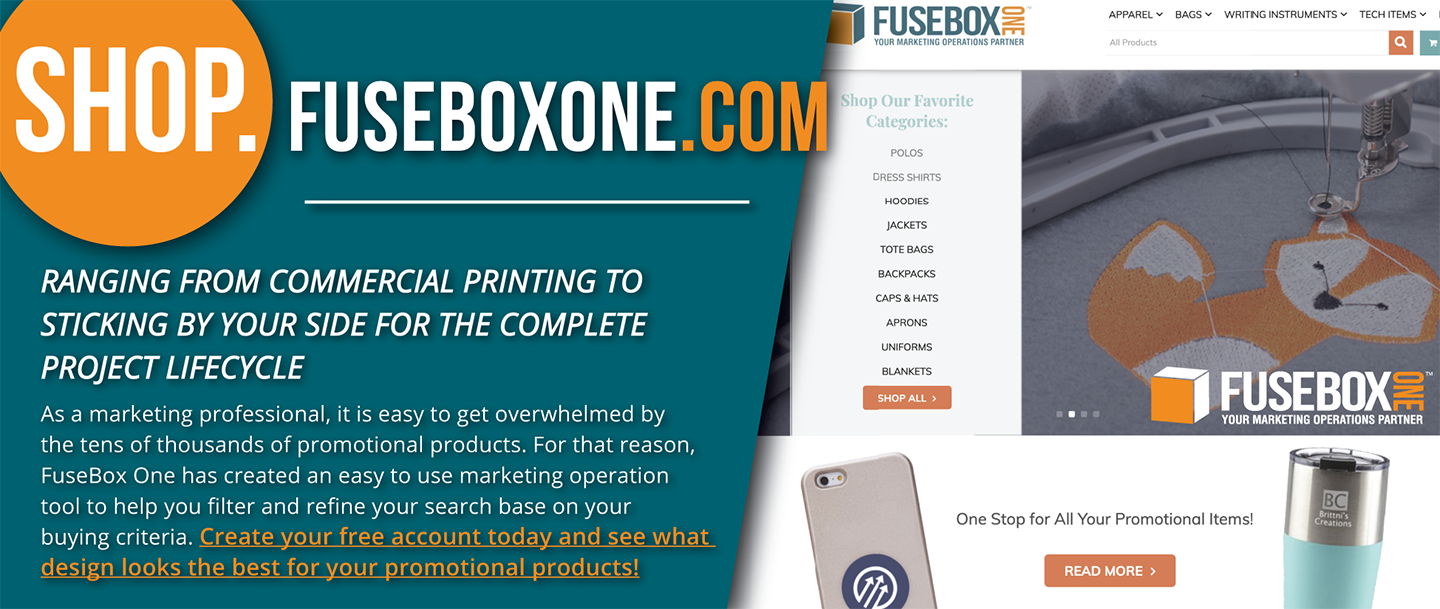 SHOP. FUSEBOXONE.COM
RANGING FROM COMMERCIAL PRINTING TO
STICKING BY YOUR SIDE FOR THE COMPLETE
PROJECT LIFECYCLE
As a marketing professional, it is easy to get overwhelmed by
the tens of thousands of promotional products. For that reason,
FuseBox One has created an easy to use marketing operation
tool to help you filter and refine your search base on your
buying criteria. Create your free account today and see what
design looks the best for your promotional products!
FUSEBOX ONE™
YOUR MARKETING OPERATIONS PARTNER
APPAREL BAGS WRITING INSTRUMENTS TECH ITEMS
All Products
Shop Our Favorite
Categories:
POLOS
DRESS SHIRTS
HOODIES
JACKETS
TOTE BAGS
BACKPACKS
CAPS & HATS
APRONS
UNIFORMS
BLANKETS
SHOP ALL >
FUSEBOX ONE™
YOUR MARKETING OPERATIONS PARTNER
One Stop for All Your Promotional Items!
READ MORE >
BC
Brittni's
Creations